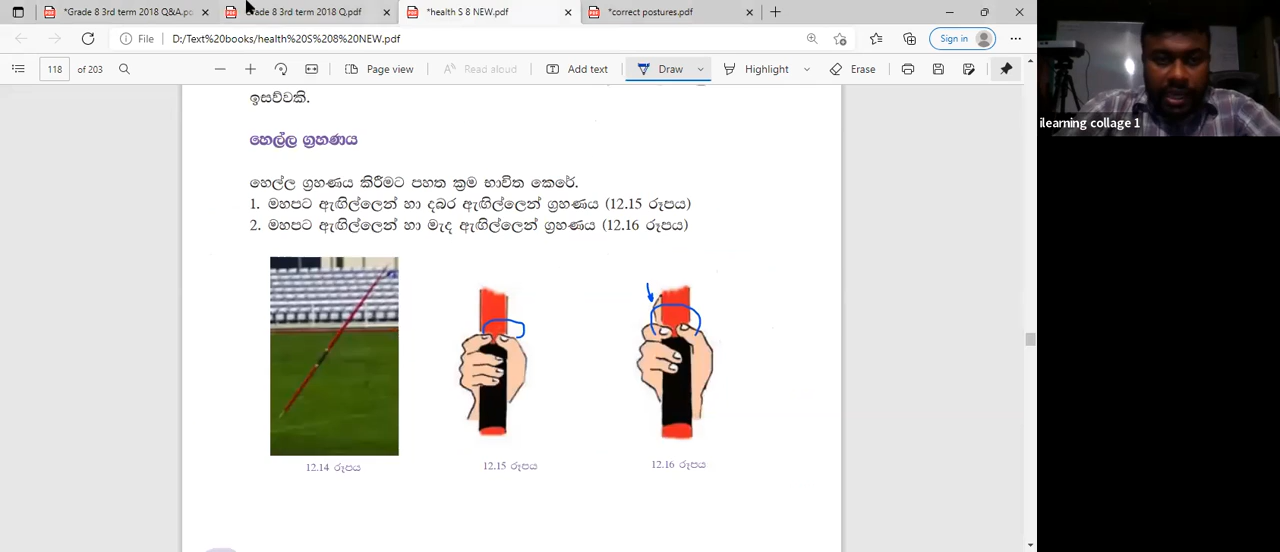 *Grade 8 3rd term 2018 Q&A.pd
Grade 8 3rd term 2018 Q.pdf
*health S 8 NEW.pdf
*correct postures.pdf
File
D:/Text%20books/health%20S%208%20NEW.pdf
Sign in
118 of 203
Page view
Read aloud
Add text
Draw
Highlight
Erase
ilearning collage 1
ඉසව්වකි.
හෙල්ල ග්‍රහණය
හෙල්ල ග්‍රහණය කිරීමට පහත ක්‍රම භාවිත කෙරේ.
1. මහපට ඇඟිල්ලෙන් හා දබර ඇඟිල්ලෙන් ග්‍රහණය (12.15 රූපය)
2. මහපට ඇඟිල්ලෙන් හා මැද ඇඟිල්ලෙන් ග්‍රහණය (12.16 රූපය)
12.14 රූපය
12.15 රූපය
12.16 රූපය